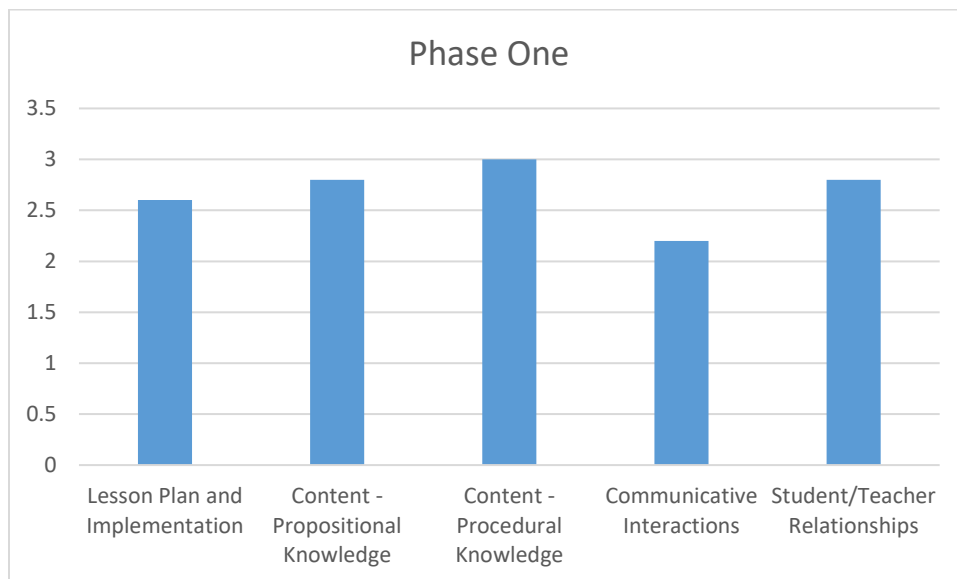 Phase One
3.5
3
2.5
2
1.5
1
0.5
0
Lesson Plan and
Implementation
Content -
Propositional
Knowledge
Content -
Procedural
Knowledge
Communicative
Interactions
Student/Teacher
Relationships